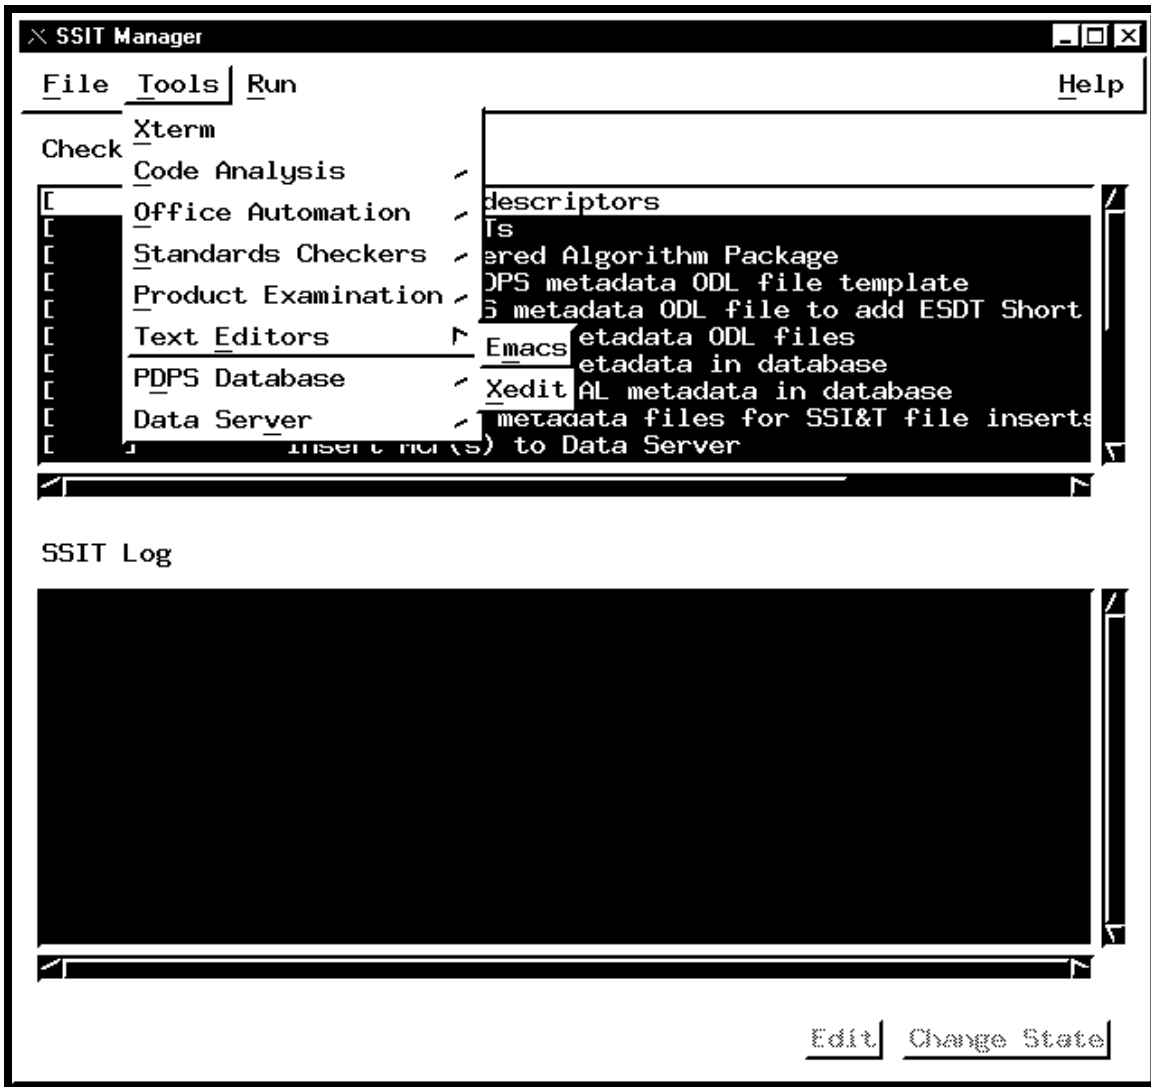 SSIT Manager
File Tools Run Help
Check
Xterm
Code Analysis
Office Automation
Standards Checkers
Product Examination
Text Editors
PDPS Database
Data Server
Emacs
Xedit
[ descriptors
[ Ts
[ ered Algorithm Package
[ DPS metadata ODL file template
[ S metadata ODL file to add ESDT Short
[ etadata ODL files
[ etadata in database
[ AL metadata in database
[ metadata files for SSI&T file inserts
[ ] Insert MCF(s) to Data Server
SSIT Log
Edit Change State